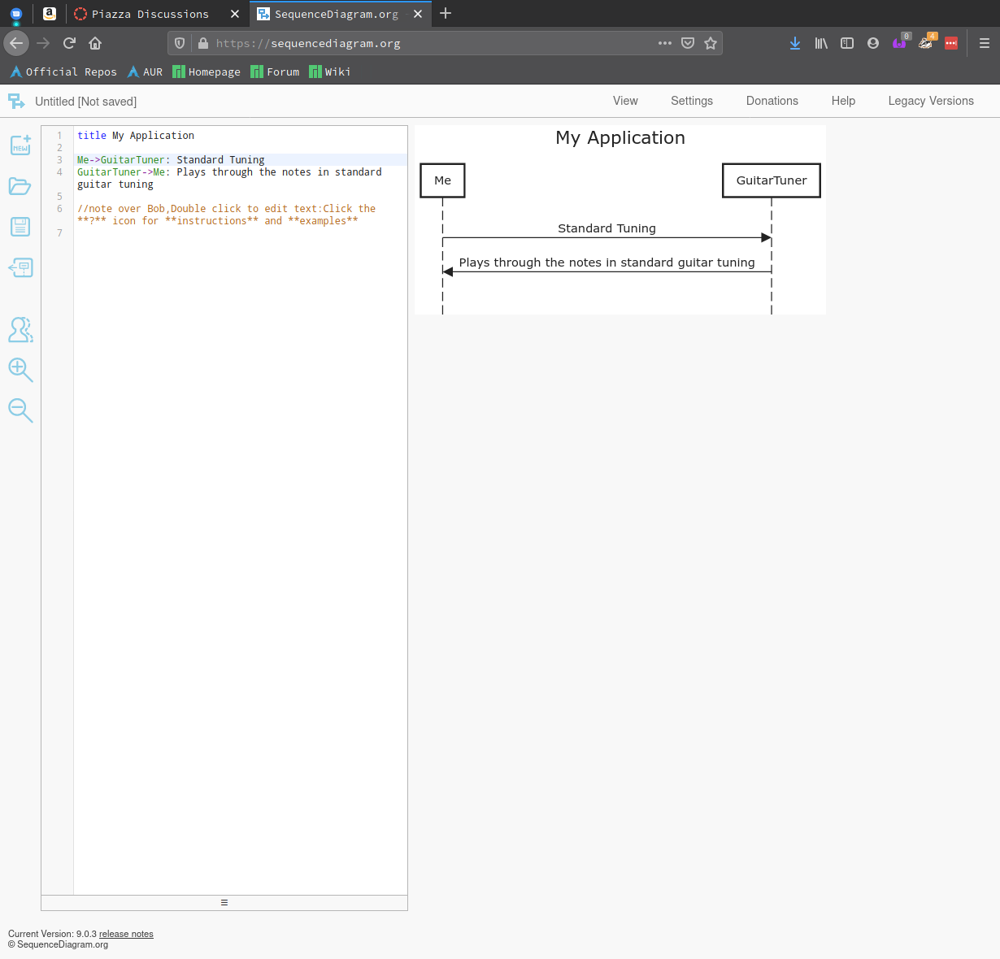 Piazza Discussions
SequenceDiagram.org
https://sequencediagram.org
0
4
Official Repos AUR Homepage Forum Wiki
Untitled [Not saved]
View Settings Donations Help Legacy Versions
NEW
1 title My Application
2
3 Me->GuitarTuner: Standard Tuning
4 GuitarTuner->Me: Plays through the notes in standard
guitar tuning
5
6 //note over Bob,Double click to edit text:Click the
**?** icon for **instructions** and **examples**
7
My Application
Me GuitarTuner
Standard Tuning
Plays through the notes in standard guitar tuning
Current Version: 9.0.3 release notes
© SequenceDiagram.org